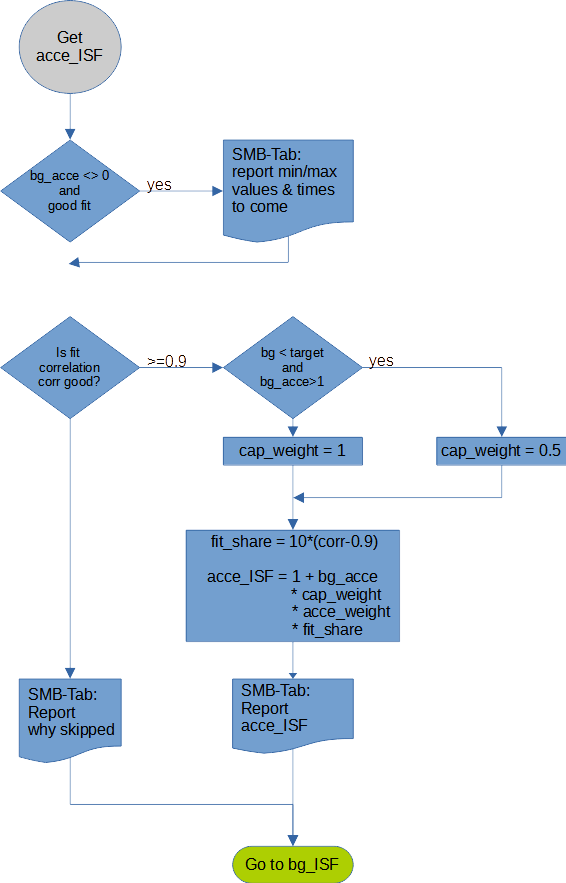 Get
acce_ISF
bg_acce <> 0
and
good fit
yes
SMB-Tab:
report min/max
values & times
to come
Is fit
correlation
corr good?
>=0.9
bg < target
and
bg_acce>1
yes
cap_weight = 1
cap_weight = 0.5
fit_share = 10*(corr-0.9)
acce_ISF = 1 + bg_acce
* cap_weight
* acce_weight
* fit_share
SMB-Tab:
Report
why skipped
SMB-Tab:
Report
acce_ISF
Go to bg_ISF